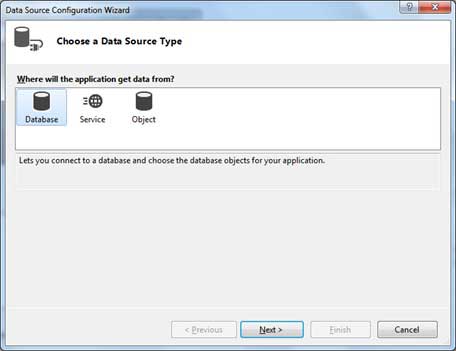 Data Source Configuration Wizard
?
Choose a Data Source Type
Where will the application get data from?
Database Service Object
Lets you connect to a database and choose the database objects for your application.
< Previous Next > Finish Cancel